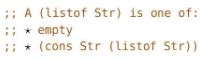 ;; A (listof Str) is one of:
;; ⋆ empty
;; ⋆ (cons Str (listof Str))